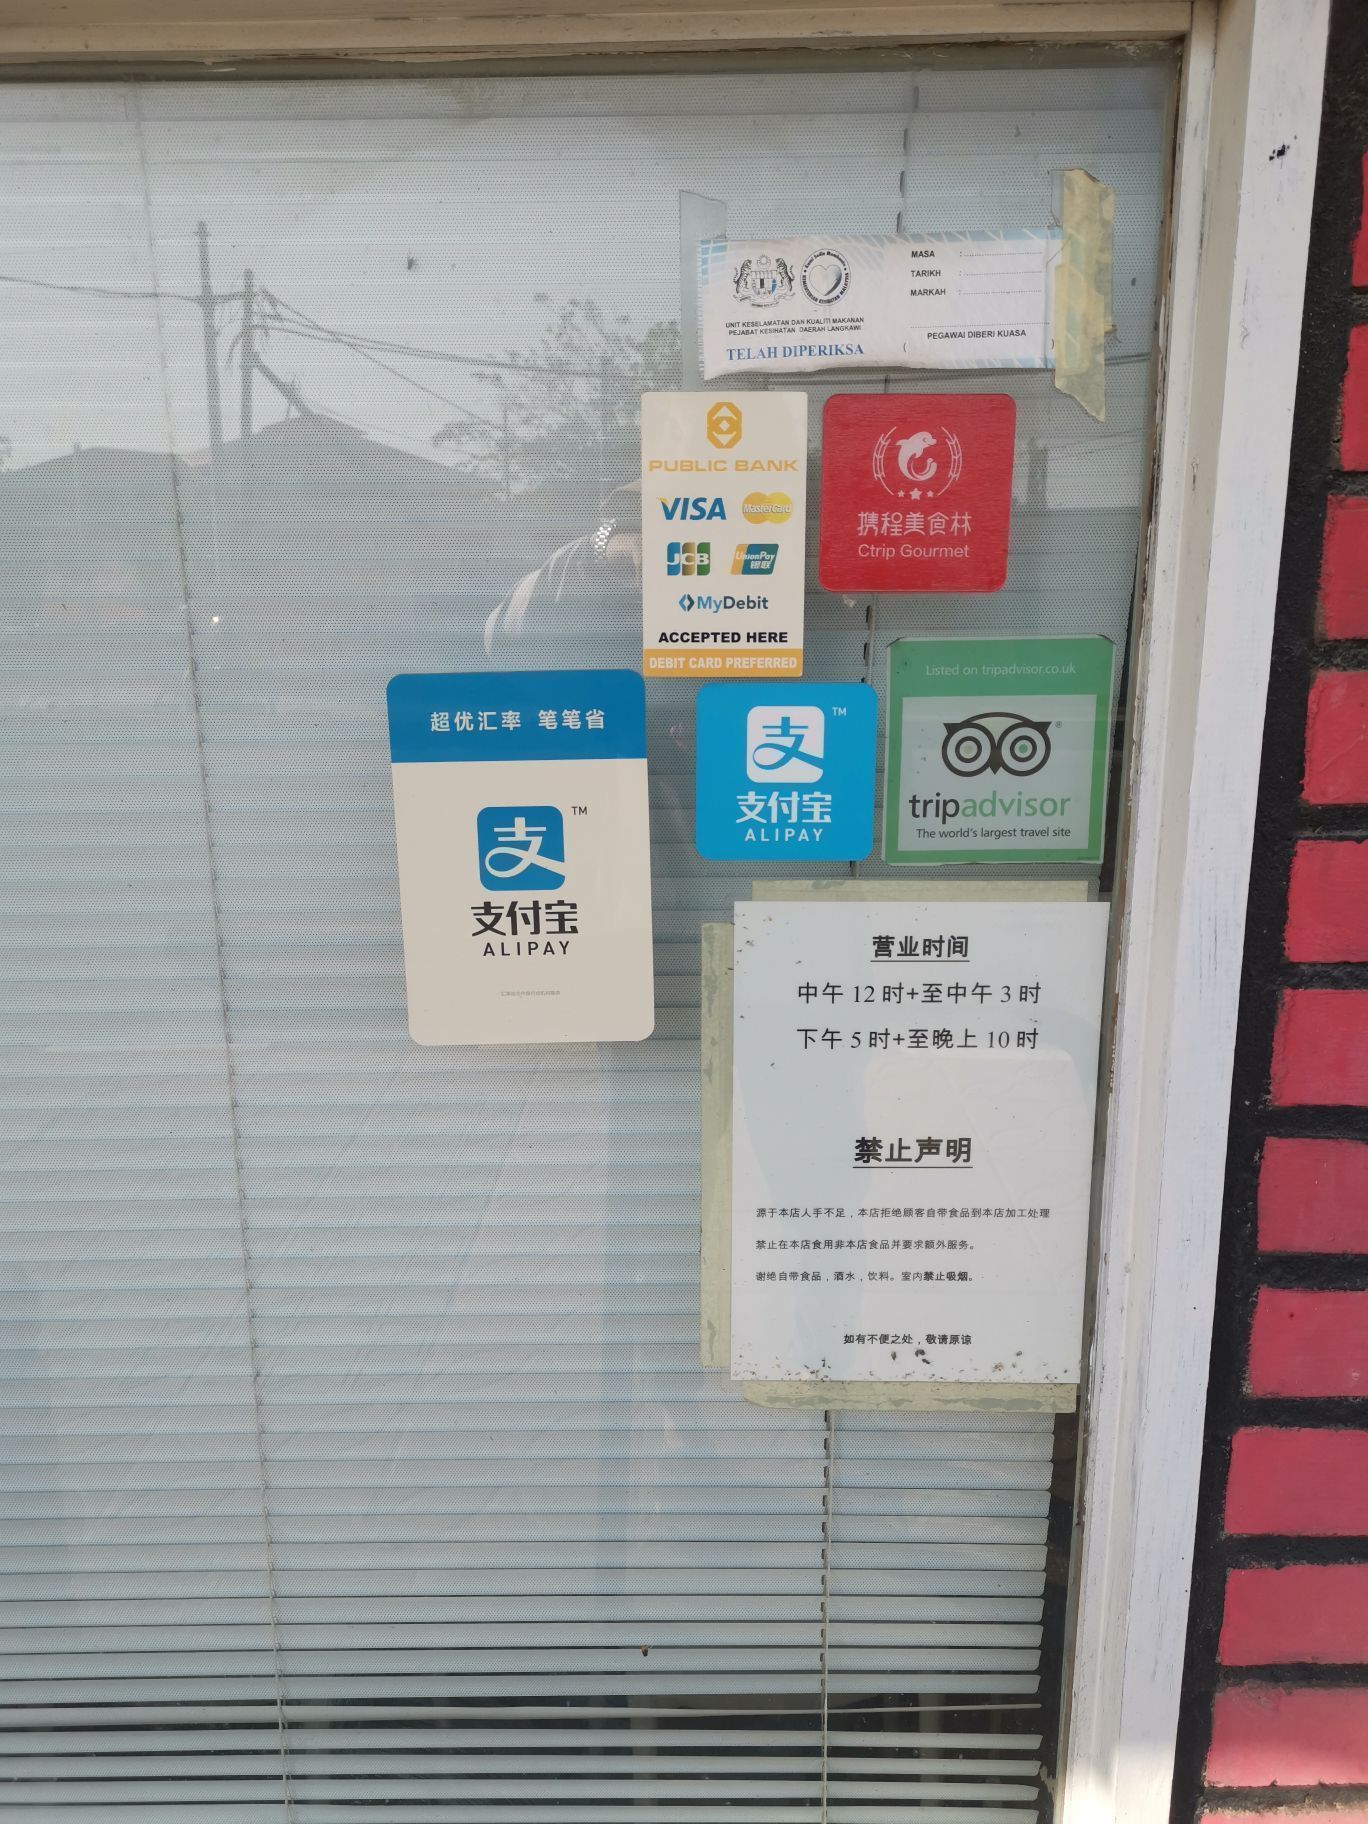 MASA :
TARIKH :
MARKAH :
UNIT KESELAMATAN DAN KUALITI MAKANAN
PEJABAT KESIHATAN DAERAH LANGKAWI
TELAH DIPERIKSA
( PEGAWAI DIBERI KUASA )
PUBLIC BANK
VISA MasterCard
JCB UnionPay 银联
MyDebit
ACCEPTED HERE
DEBIT CARD PREFERRED
携程美食林
Ctrip Gourmet
超优汇率 笔笔省
支 TM
支付宝
ALIPAY
支 TM
支付宝
ALIPAY
Listed on tripadvisor.co.uk
tripadvisor®
The world's largest travel site
营业时间
中午 12 时+至中午 3 时
下午 5 时+至晚上 10 时
禁止声明
源于本店人手不足，本店拒绝顾客自带食品到本店加工处理
禁止在本店食用非本店食品并要求额外服务。
谢绝自带食品，酒水，饮料。室内禁止吸烟。
如有不便之处，敬请原谅